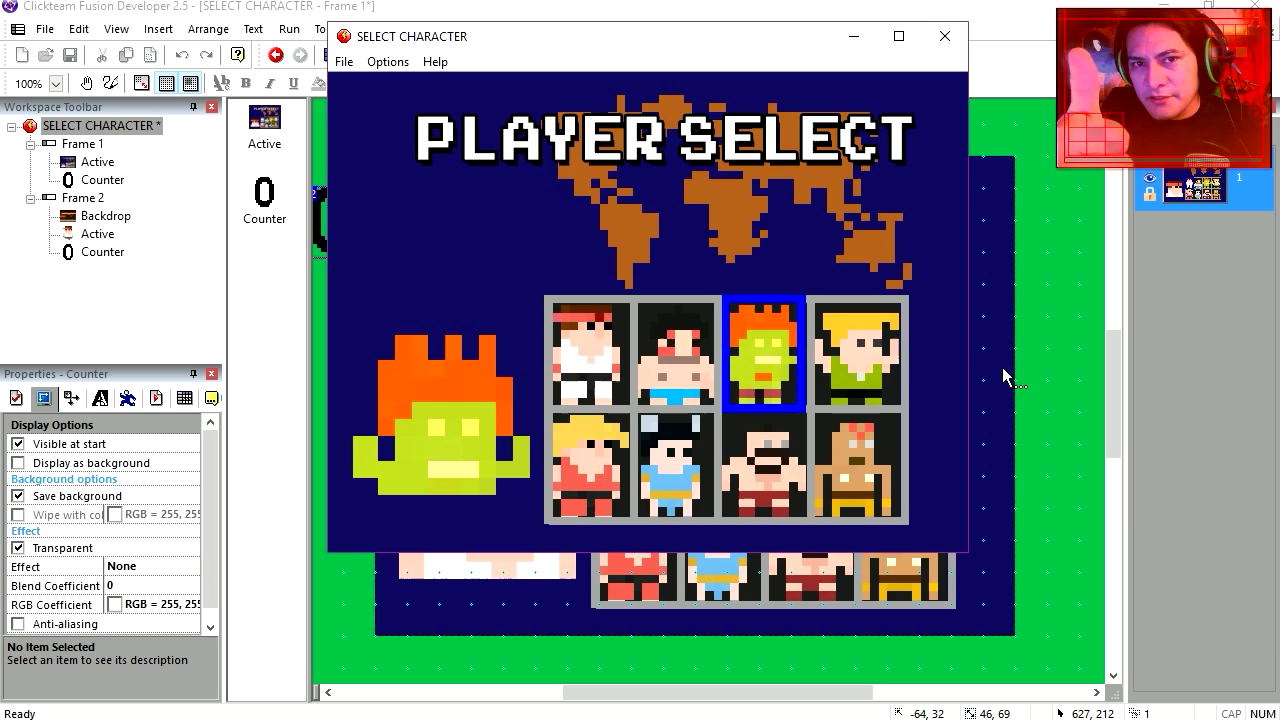 Clickteam Fusion Developer 2.5 - [SELECT CHARACTER - Frame 1*]
File Edit View Insert Arrange Text Run
100%
B I U
Workspace Toolbar
SELECT CHARACTER *
Frame 1
Active
Counter
Frame 2
Backdrop
Active
Counter
Active
0
Counter
SELECT CHARACTER
File Options Help
PLAYER SELECT
1
Properties - Counter
Display Options
Visible at start
Display as background
Background options
Save background
Wipe with col RGB = 255, 255
Effect
Transparent
Effect None
Blend Coefficient 0
RGB Coefficient RGB = 255, 255
Anti-aliasing
No Item Selected
Select an item to see its description
Ready
-64, 32 46, 69 627, 212 1 CAP NUM